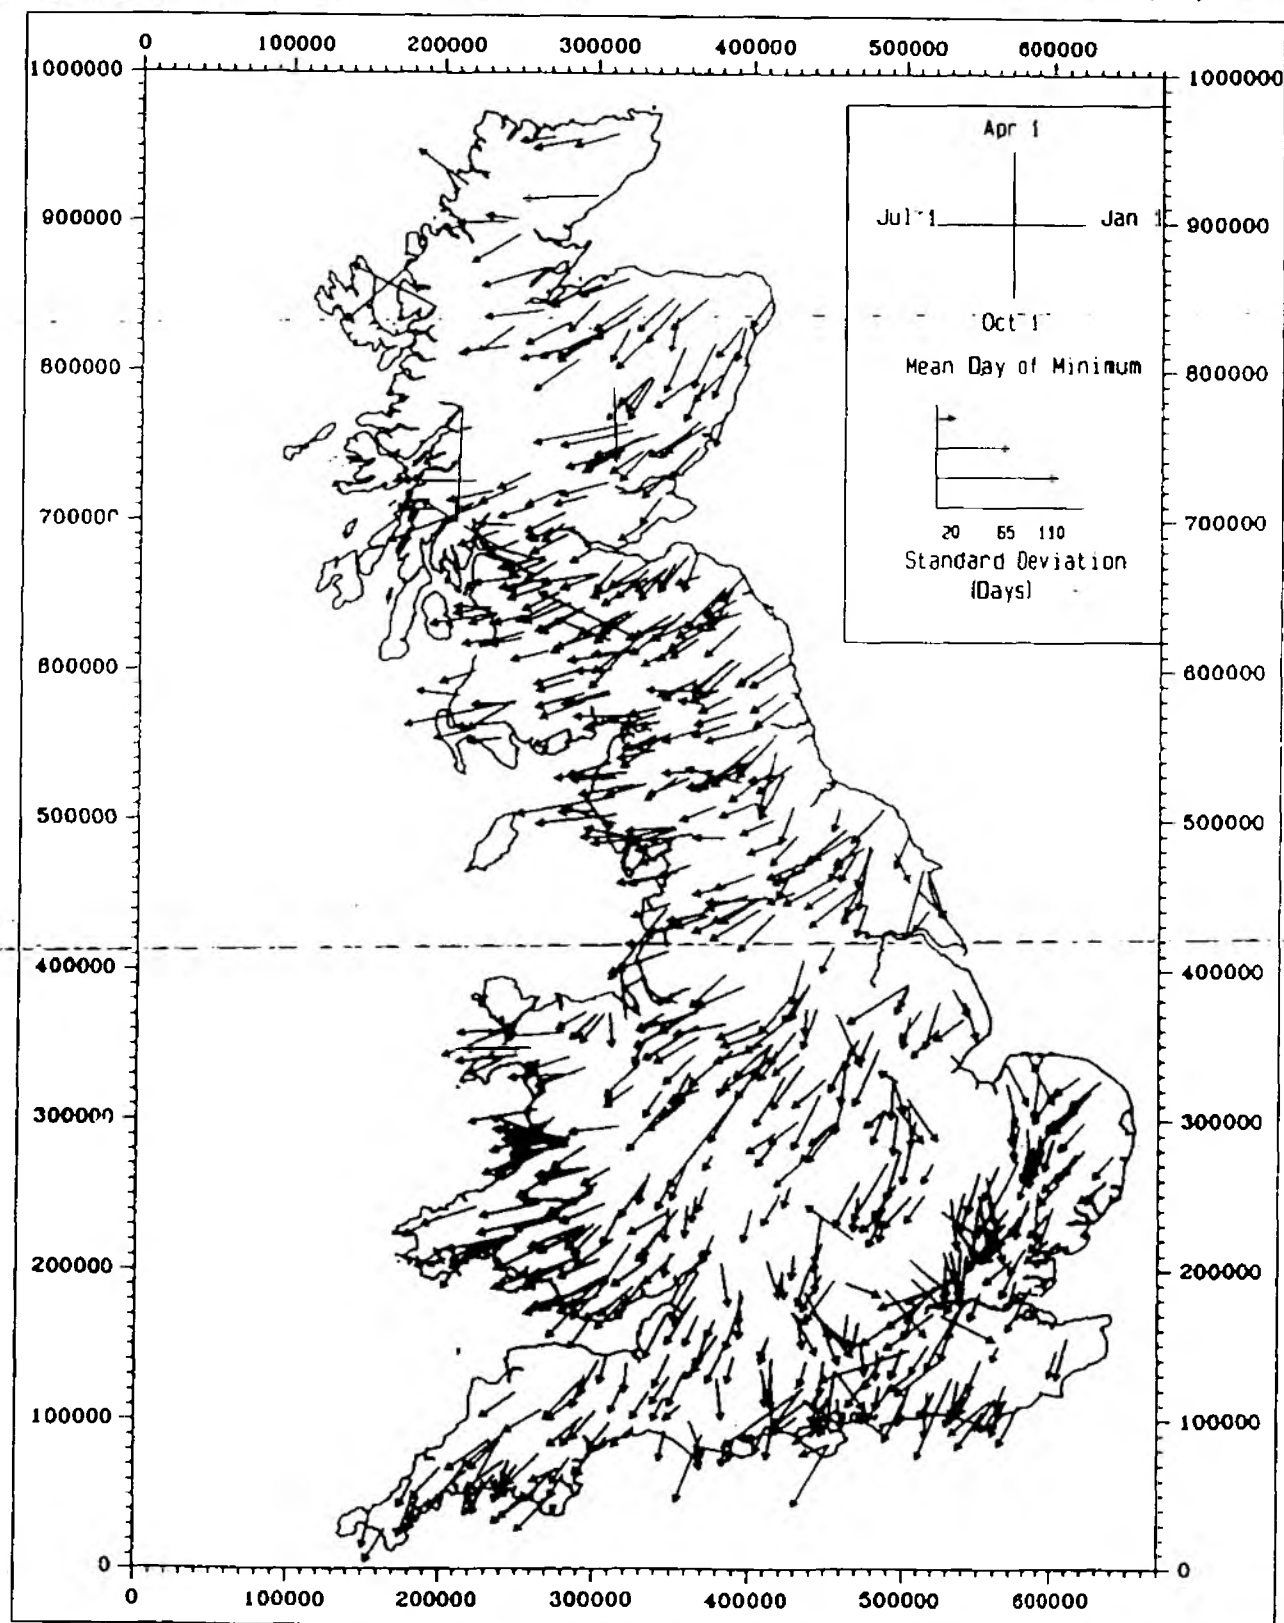 0 100000 200000 300000 400000 500000 600000
1000000 1000000
Apr 1
900000 Jul 1 Jan 1 900000
Oct 1
800000 Mean Day of Minimum 800000
700000 20 65 110 700000
Standard Deviation
(Days)
600000 600000
500000 500000
400000 400000
300000 300000
200000 200000
100000 100000
0 0
0 100000 200000 300000 400000 500000 600000